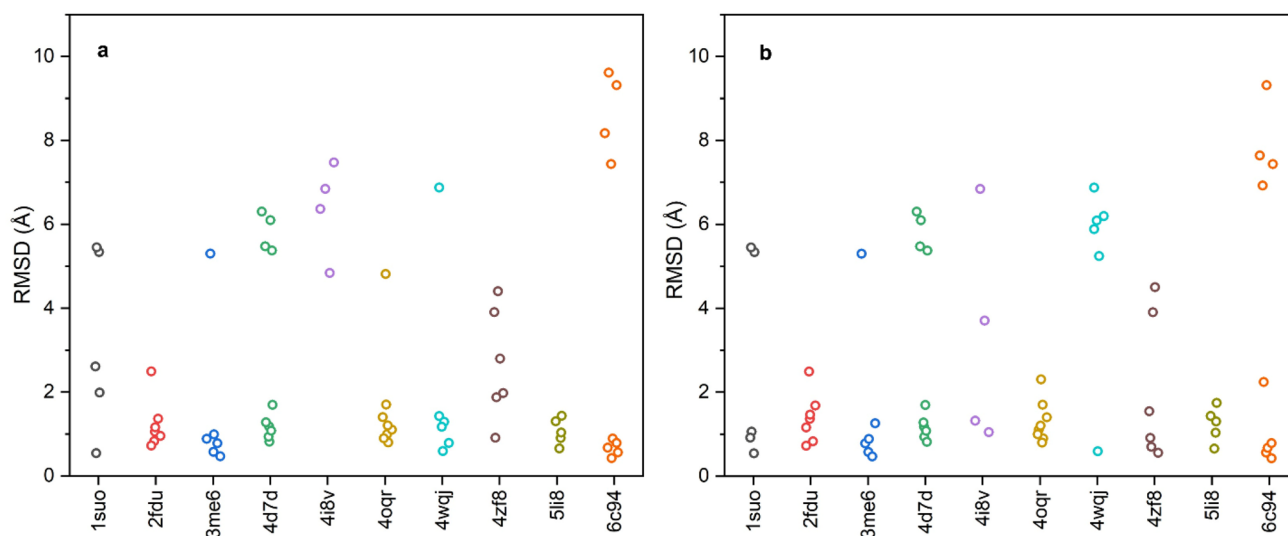 a
10
8
6
4
2
0
RMSD (Å)
1suo
2fdu
3me6
4d7d
4i8v
4oqr
4wqj
4zf8
5li8
6c94
b
10
8
6
4
2
0
RMSD (Å)
1suo
2fdu
3me6
4d7d
4i8v
4oqr
4wqj
4zf8
5li8
6c94